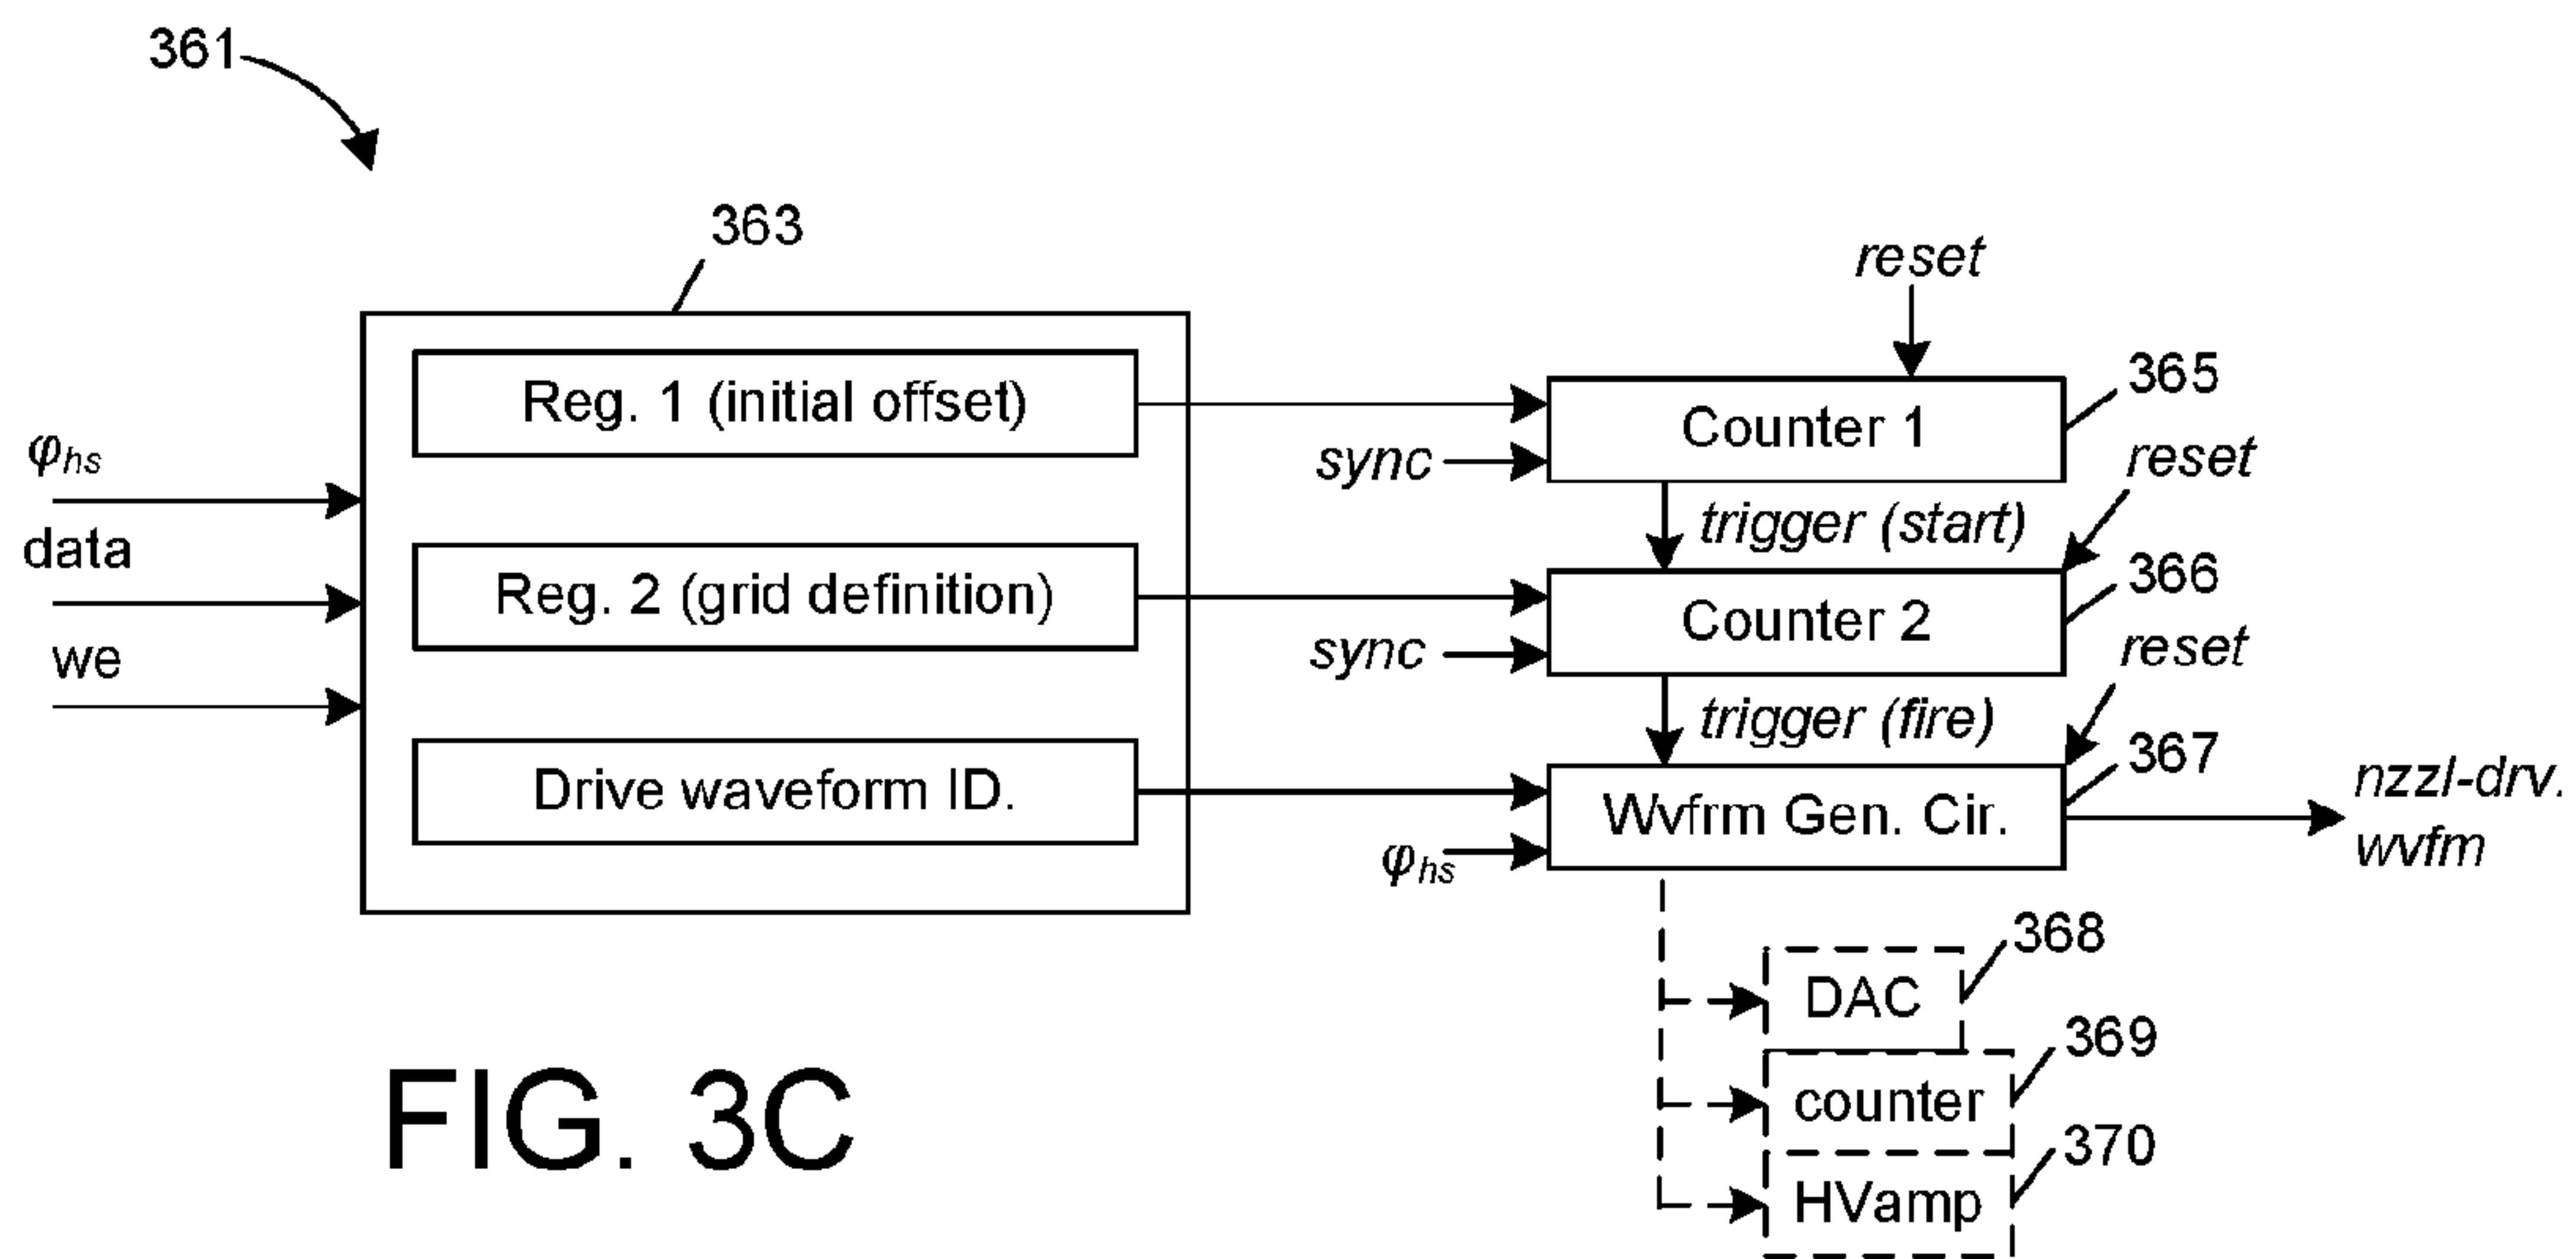 361
363
reset
Reg. 1 (initial offset)
Counter 1
365
φhs
sync
reset
trigger (start)
data
366
Reg. 2 (grid definition)
Counter 2
we
sync
reset
trigger (fire)
367
Drive waveform ID.
Wvfrm Gen. Cir.
nzzl-drv.
wvfm
φhs
368
DAC
369
counter
370
HVamp
FIG. 3C